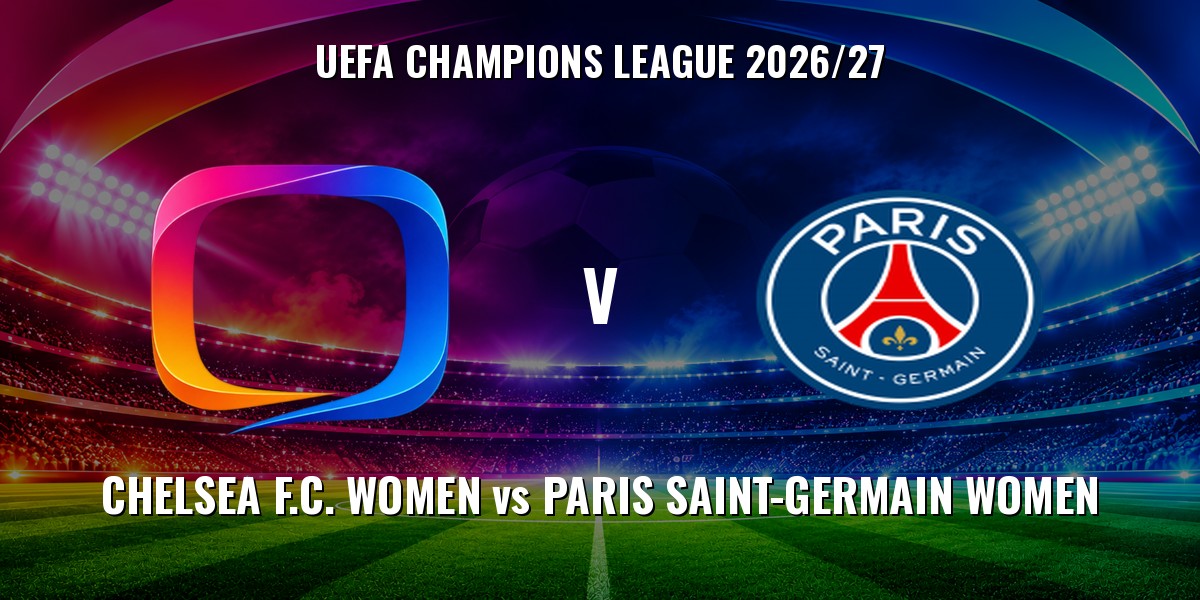 UEFA CHAMPIONS LEAGUE 2026/27
V
PARIS
SAINT - GERMAIN
CHELSEA F.C. WOMEN vs PARIS SAINT-GERMAIN WOMEN